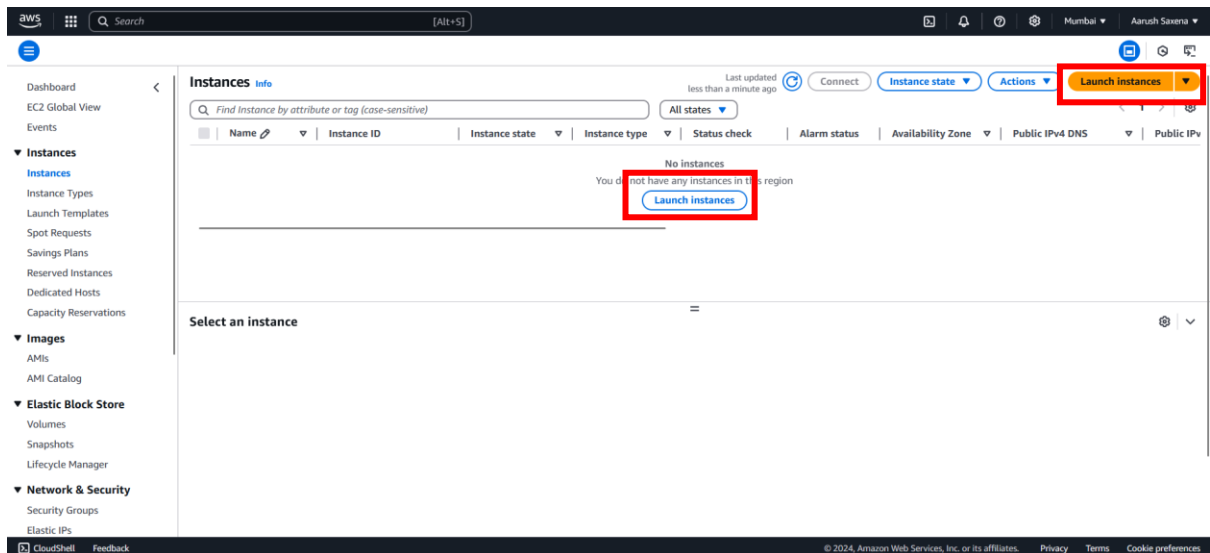 aws Search [Alt+S] Mumbai Aarush Saxena
Dashboard
EC2 Global View
Events
Instances
Instances
Instance Types
Launch Templates
Spot Requests
Savings Plans
Reserved Instances
Dedicated Hosts
Capacity Reservations
Images
AMIs
AMI Catalog
Elastic Block Store
Volumes
Snapshots
Lifecycle Manager
Network & Security
Security Groups
Elastic IPs
Instances Info
Last updated
less than a minute ago
Connect Instance state Actions Launch instances
Find Instance by attribute or tag (case-sensitive) All states 1
Name Instance ID Instance state Instance type Status check Alarm status Availability Zone Public IPv4 DNS Public IPv
No instances
You do not have any instances in this region
Launch instances
Select an instance
CloudShell Feedback © 2024, Amazon Web Services, Inc. or its affiliates. Privacy Terms Cookie preferences